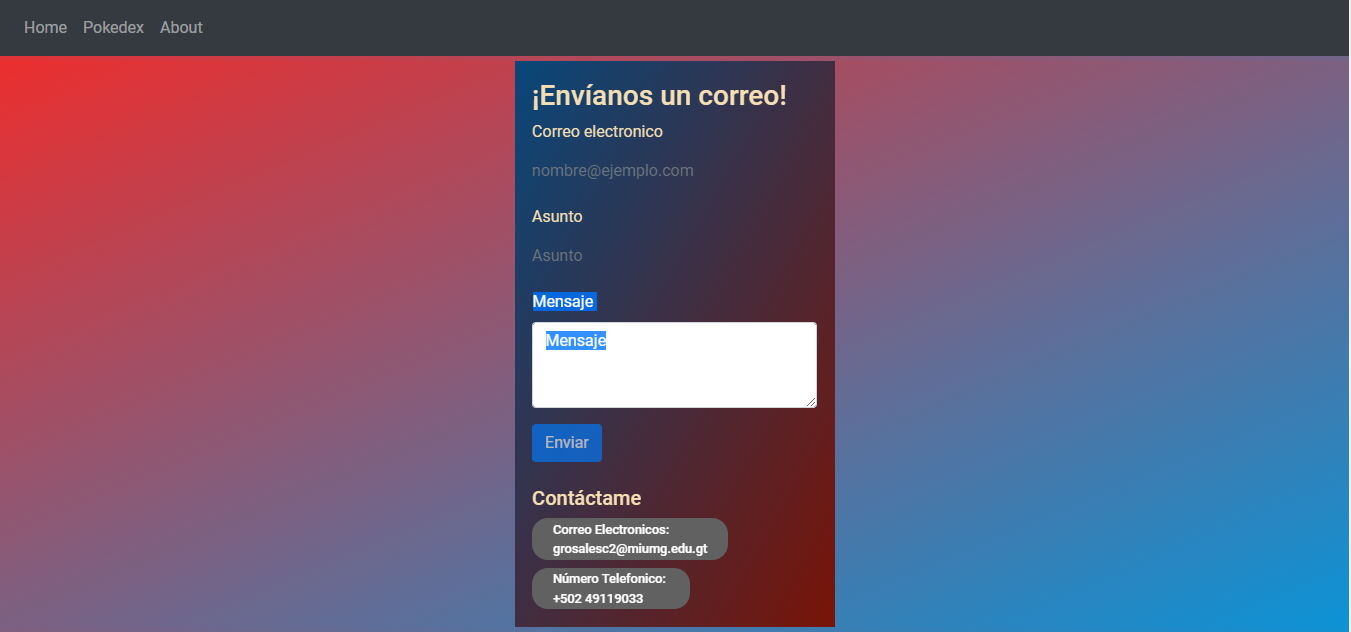 Home Pokedex About
¡Envíanos un correo!
Correo electronico
nombre@ejemplo.com
Asunto
Asunto
Mensaje
Mensaje
Enviar
Contáctame
Correo Electronicos:
grosalesc2@miumg.edu.gt
Número Telefonico:
+502 49119033